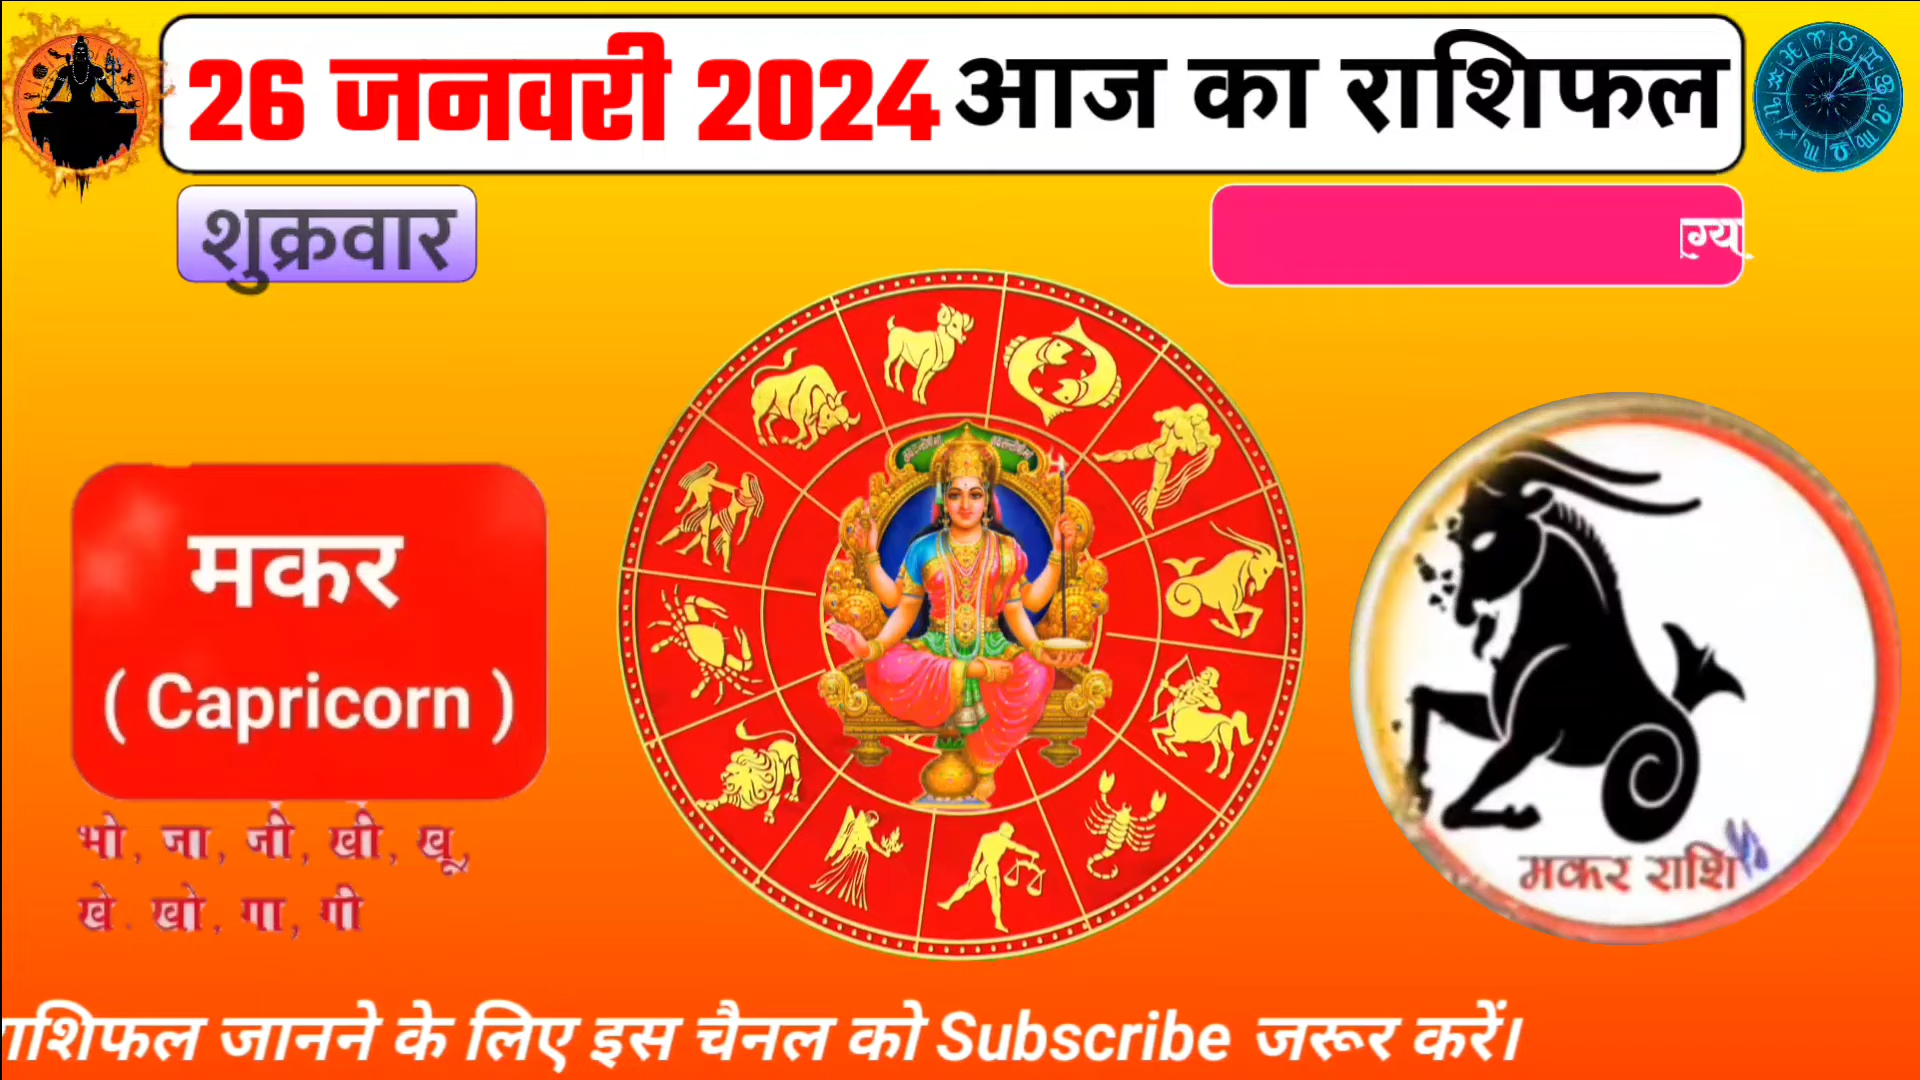 26 जनवरी 2024 आज का राशिफल
शुक्रवार
ग्य
मकर
( Capricorn )
भो, जा, जी, खी, खू,
खे. खो, गा, गी
मकर राशि
ाशिफल जानने के लिए इस चैनल को Subscribe जरूर करें।